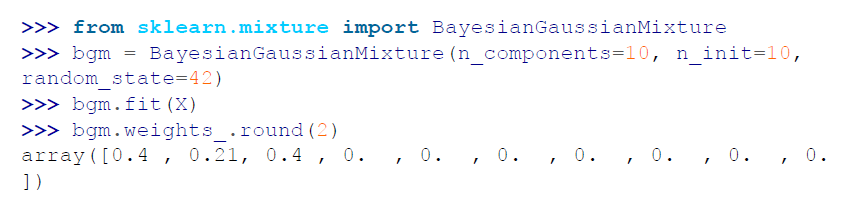 >>> from sklearn.mixture import BayesianGaussianMixture
>>> bgm = BayesianGaussianMixture(n_components=10, n_init=10,
random_state=42)
>>> bgm.fit(X)
>>> bgm.weights_.round(2)
array([0.4 , 0.21, 0.4 , 0. , 0. , 0. , 0. , 0. , 0. , 0.
])